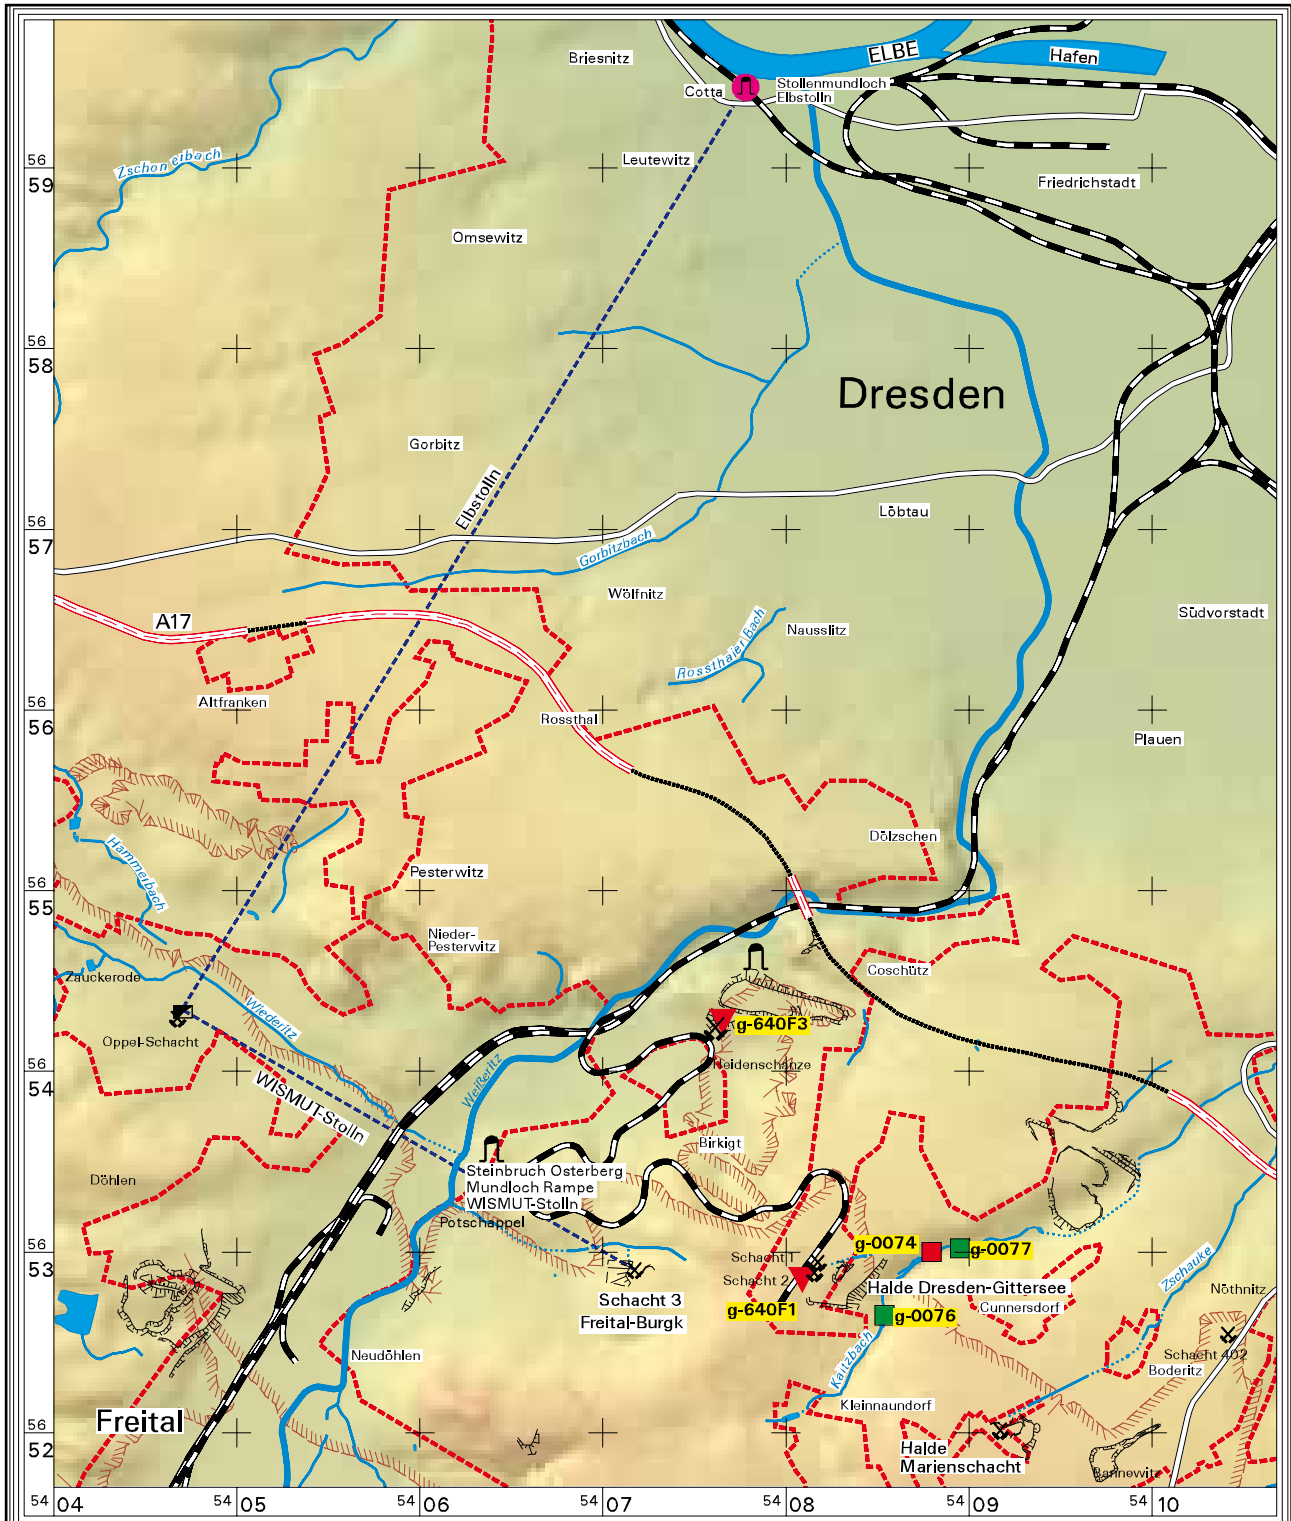 ELBE
Hafen
Briesnitz
Cotta
Stollenmundloch
Elbstolln
Leutewitz
Friedrichstadt
56
59
Omsewitz
56
58
Dresden
Gorbitz
Elbstolln
Löbtau
56
57
Gorbitzbach
Wölfnitz
Südvorstadt
A17
Nausslitz
Altfranken
Rossthal
56
56
Plauen
Dölzschen
Hammerbach
Pesterwitz
56
55
Nieder-
Pesterwitz
Coschütz
Zauckerode
Wiederitz
g-640F3
Oppel-Schacht
Heidenschanze
56
54
Weißeritz
WISMUT-Stolln
Birkigt
Steinbruch Osterberg
Mundloch Rampe
WISMUT-Stolln
Döhlen
Potschappel
g-0074
g-0077
56
53
Schacht 1
Schacht 2
Zschauke
Halde Dresden-Gittersee
Nöthnitz
Schacht 3
Freital-Burgk
g-640F1
Cunnersdorf
g-0076
Kaitzbach
Schacht 402
Boderitz
Neudöhlen
Kleinnaundorf
Freital
56
52
Halde
Marienschacht
Bannewitz
54 04
54 05
54 06
54 07
54 08
54 09
54 10